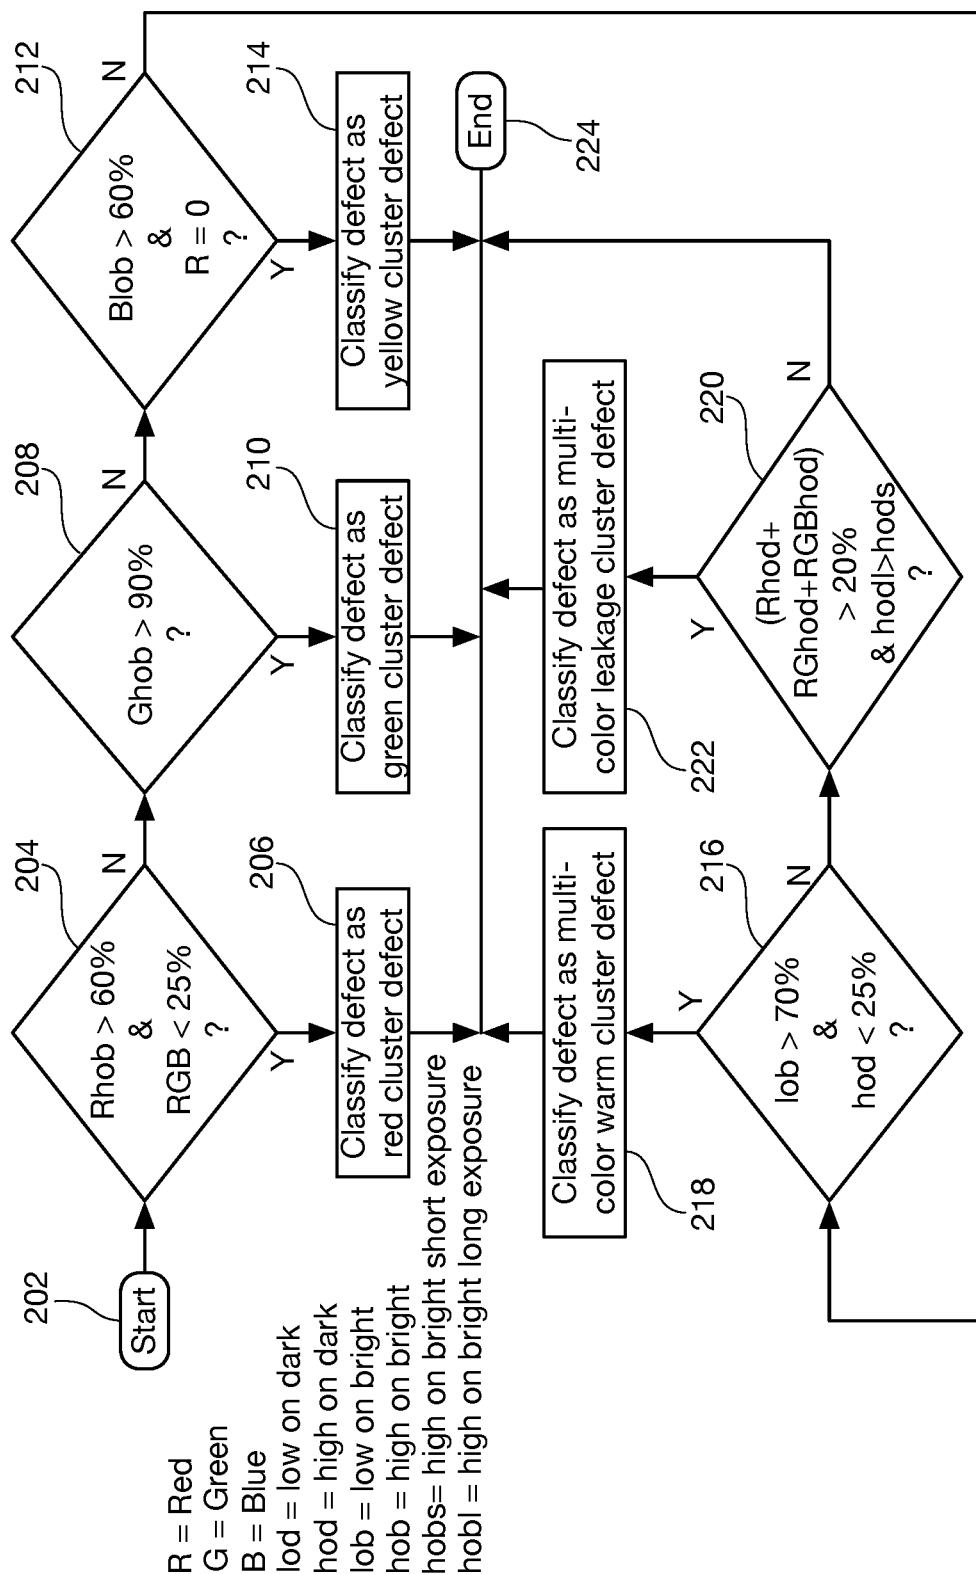 202
Start
204
Rhob > 60%
&
RGB < 25%
?
N
Y
206
Classify defect as
red cluster defect
208
Ghob > 90%
?
N
Y
210
Classify defect as
green cluster defect
212
Blob > 60%
&
R = 0
?
N
Y
214
Classify defect as
yellow cluster defect
End
224
R = Red
G = Green
B = Blue
lod = low on dark
hod = high on dark
lob = low on bright
hob = high on bright
hobs= high on bright short exposure
hobl = high on bright long exposure
Classify defect as multi-
color warm cluster defect
218
Y
216
lob > 70%
&
hod < 25%
?
N
Classify defect as multi-
color leakage cluster defect
222
Y
220
(Rhod+
RGhod+RGBhod)
> 20%
& hodl>hods
?
N